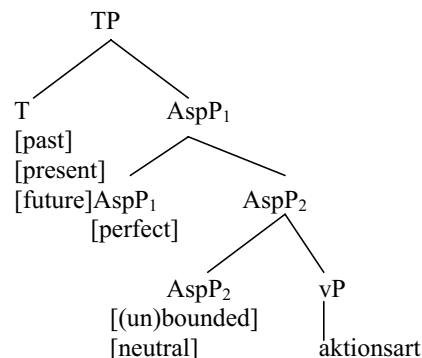 TP
T AspP₁
[past]
[present]
[future] AspP₁ AspP₂
[perfect]
AspP₂ vP
[(un)bounded]
[neutral] aktionsart